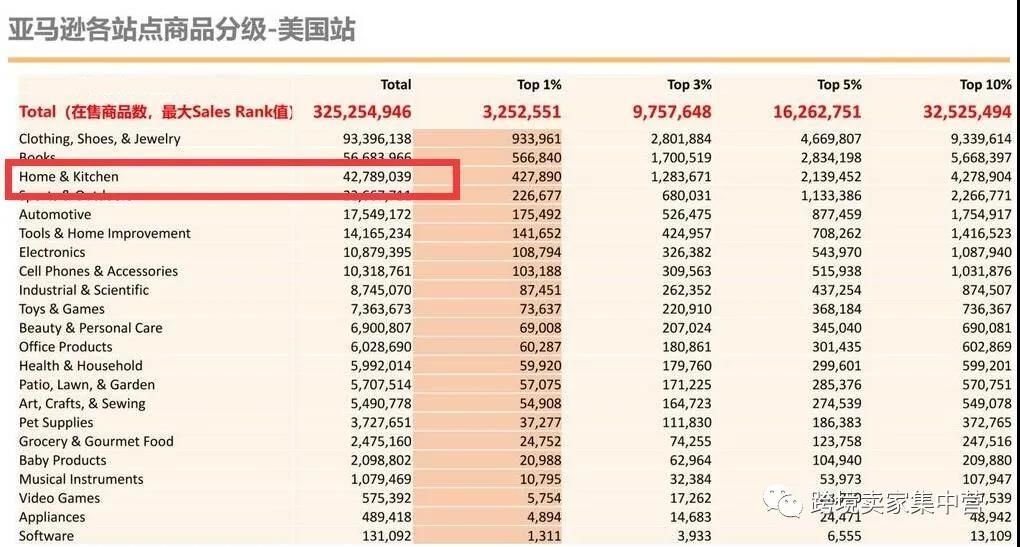 亚马逊各站点商品分级-美国站
Total Top 1% Top 3% Top 5% Top 10%
Total（在售商品数，最大Sales Rank值） 325,254,946 3,252,551 9,757,648 16,262,751 32,525,494
Clothing, Shoes, & Jewelry 93,396,138 933,961 2,801,884 4,669,807 9,339,614
Books 56,683,966 566,840 1,700,519 2,834,198 5,668,397
Home & Kitchen 42,789,039 427,890 1,283,671 2,139,452 4,278,904
Sports & Outdoors 22,667,711 226,677 680,031 1,133,386 2,266,771
Automotive 17,549,172 175,492 526,475 877,459 1,754,917
Tools & Home Improvement 14,165,234 141,652 424,957 708,262 1,416,523
Electronics 10,879,395 108,794 326,382 543,970 1,087,940
Cell Phones & Accessories 10,318,761 103,188 309,563 515,938 1,031,876
Industrial & Scientific 8,745,070 87,451 262,352 437,254 874,507
Toys & Games 7,363,673 73,637 220,910 368,184 736,367
Beauty & Personal Care 6,900,807 69,008 207,024 345,040 690,081
Office Products 6,028,690 60,287 180,861 301,435 602,869
Health & Household 5,992,014 59,920 179,760 299,601 599,201
Patio, Lawn, & Garden 5,707,514 57,075 171,225 285,376 570,751
Art, Crafts, & Sewing 5,490,778 54,908 164,723 274,539 549,078
Pet Supplies 3,727,651 37,277 111,830 186,383 372,765
Grocery & Gourmet Food 2,475,160 24,752 74,255 123,758 247,516
Baby Products 2,098,802 20,988 62,964 104,940 209,880
Musical Instruments 1,079,469 10,795 32,384 53,973 107,947
Video Games 575,392 5,754 17,262
跨境卖家集中营
Appliances 489,418 4,894 14,683 24,471 48,942
Software 131,092 1,311 3,933 6,555 13,109